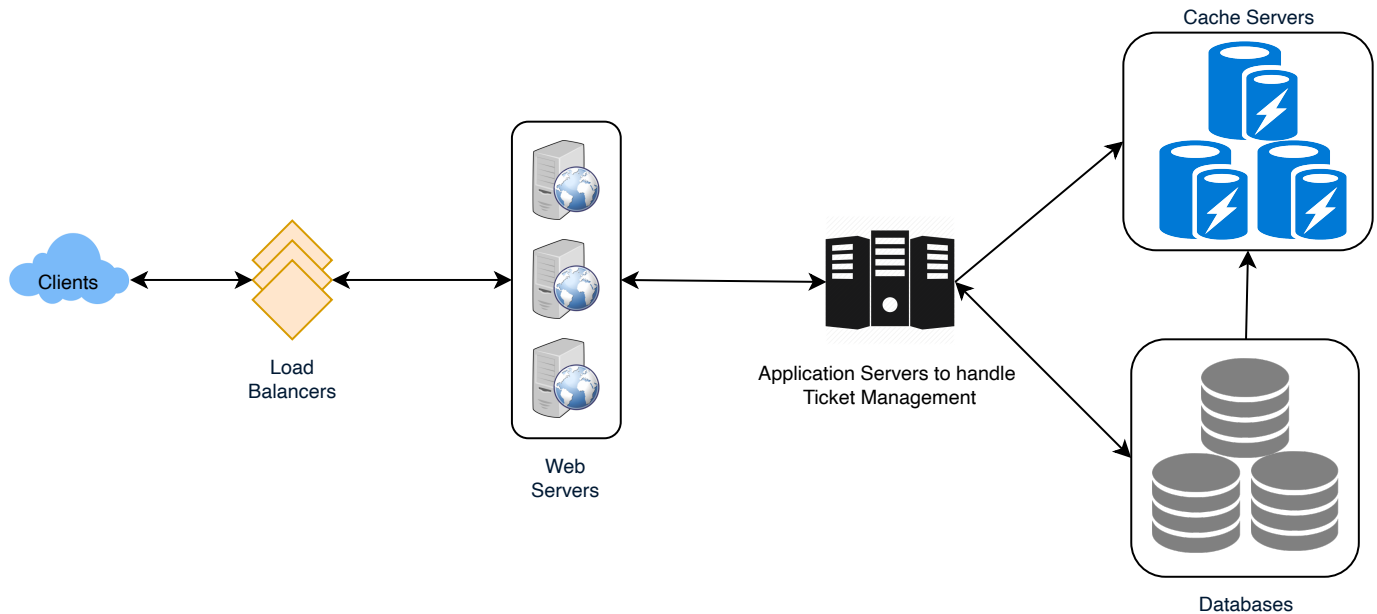 Cache Servers
Clients
Load
Balancers
Web
Servers
Application Servers to handle
Ticket Management
Databases